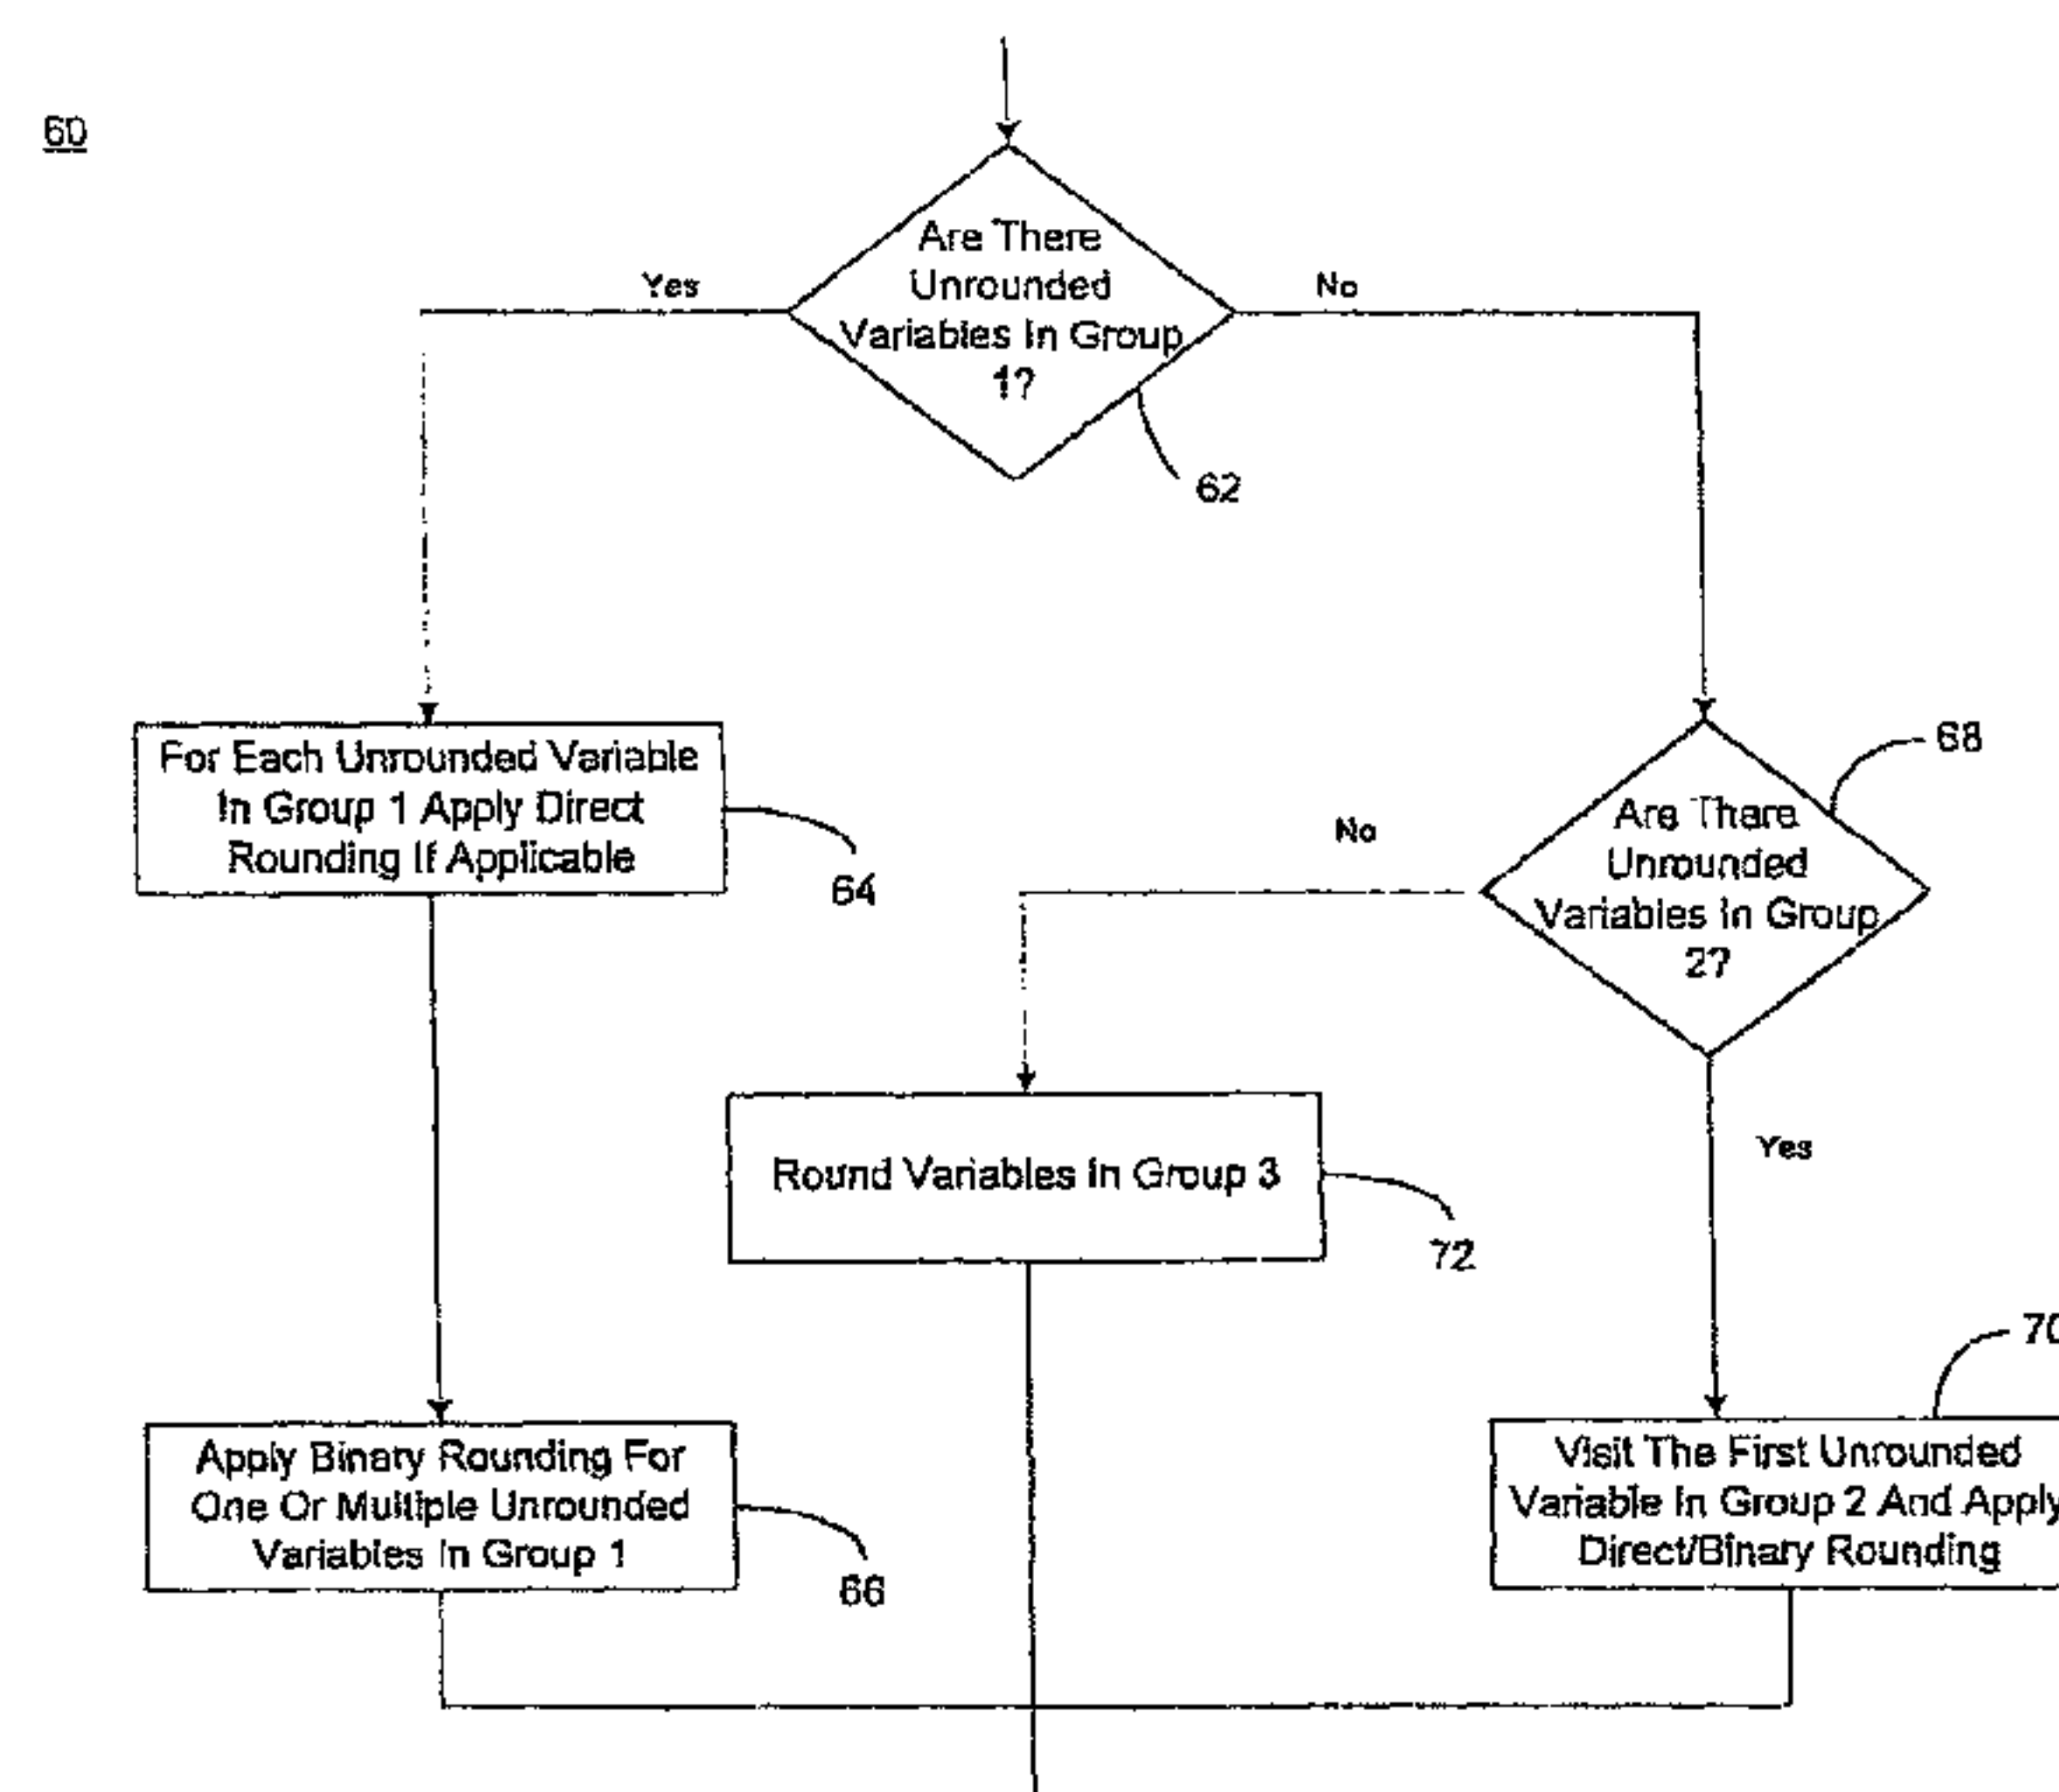 60
Are There
Unrounded
Variables In Group
1?
Yes
No
62
For Each Unrounded Variable
In Group 1 Apply Direct
Rounding If Applicable
64
68
Are There
Unrounded
Variables In Group
2?
No
Yes
Round Variables In Group 3
72
70
Apply Binary Rounding For
One Or Multiple Unrounded
Variables In Group 1
66
Visit The First Unrounded
Variable In Group 2 And Apply
Direct/Binary Rounding